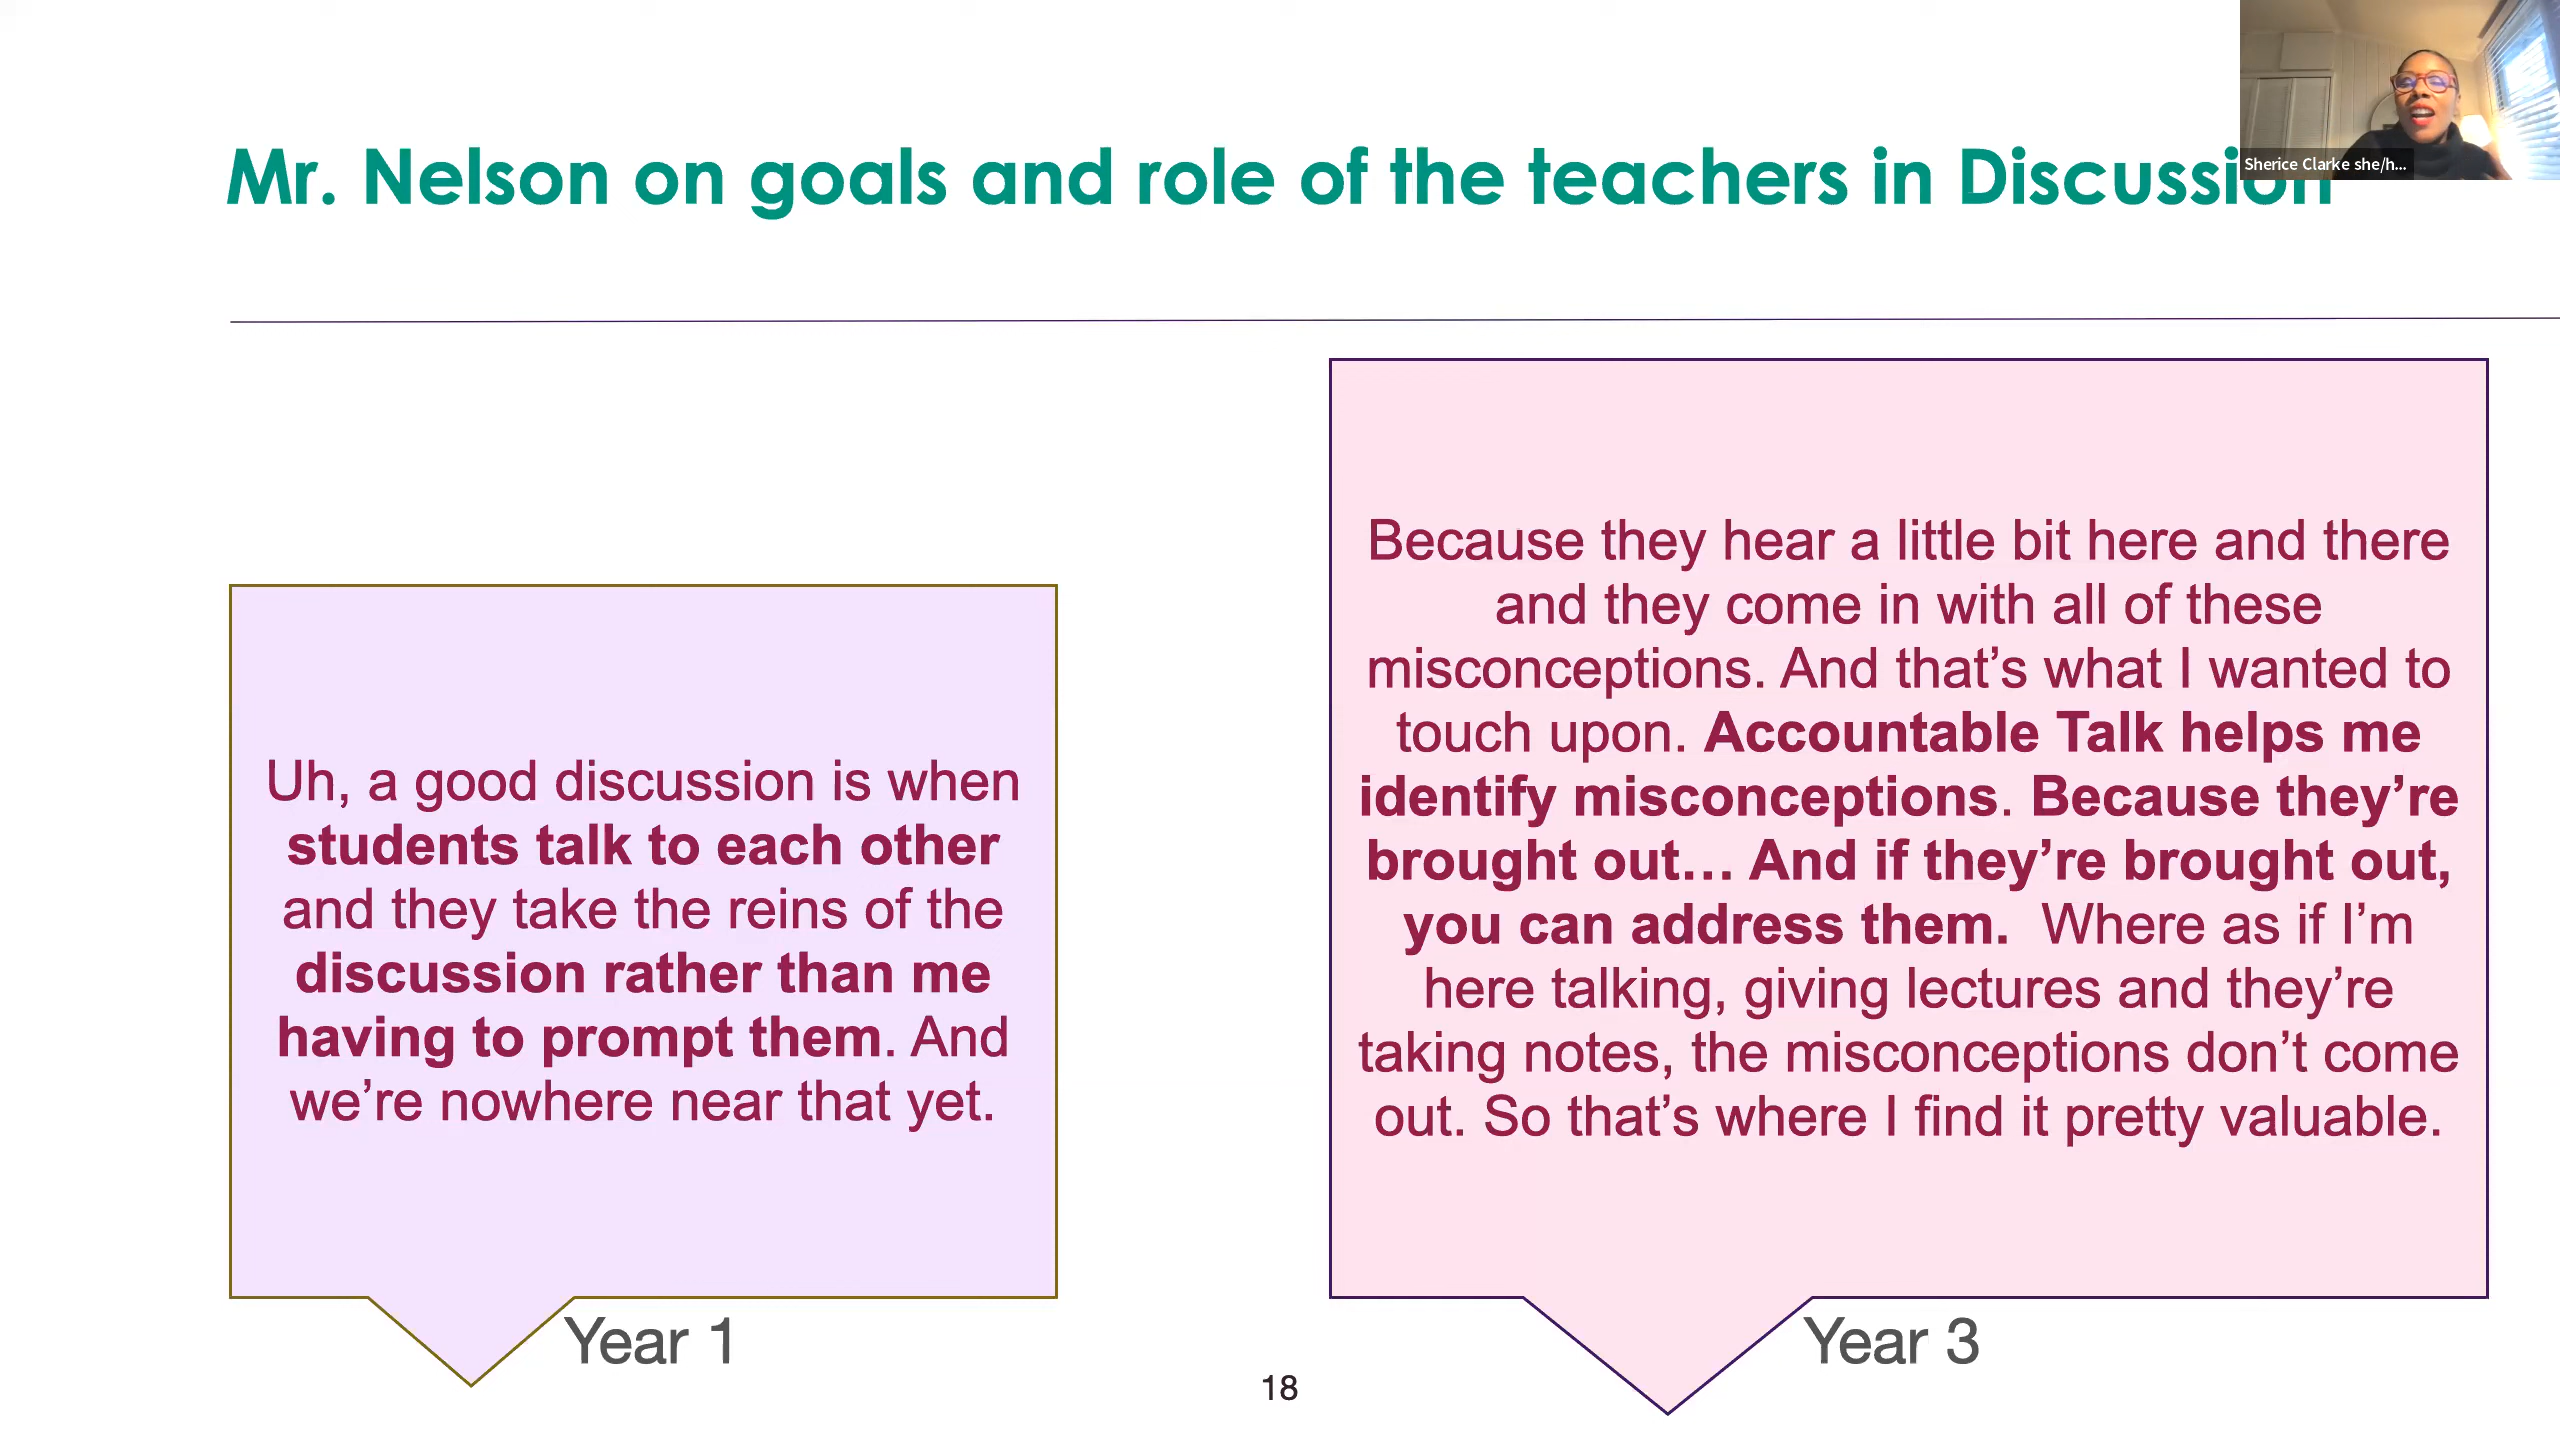 Sherice Clarke she/h...
Mr. Nelson on goals and role of the teachers in Discussion
Uh, a good discussion is when
students talk to each other
and they take the reins of the
discussion rather than me
having to prompt them. And
we’re nowhere near that yet.
Year 1
Because they hear a little bit here and there
and they come in with all of these
misconceptions. And that’s what I wanted to
touch upon. Accountable Talk helps me
identify misconceptions. Because they’re
brought out... And if they’re brought out,
you can address them.  Where as if I’m
here talking, giving lectures and they’re
taking notes, the misconceptions don’t come
out. So that’s where I find it pretty valuable.
Year 3
18